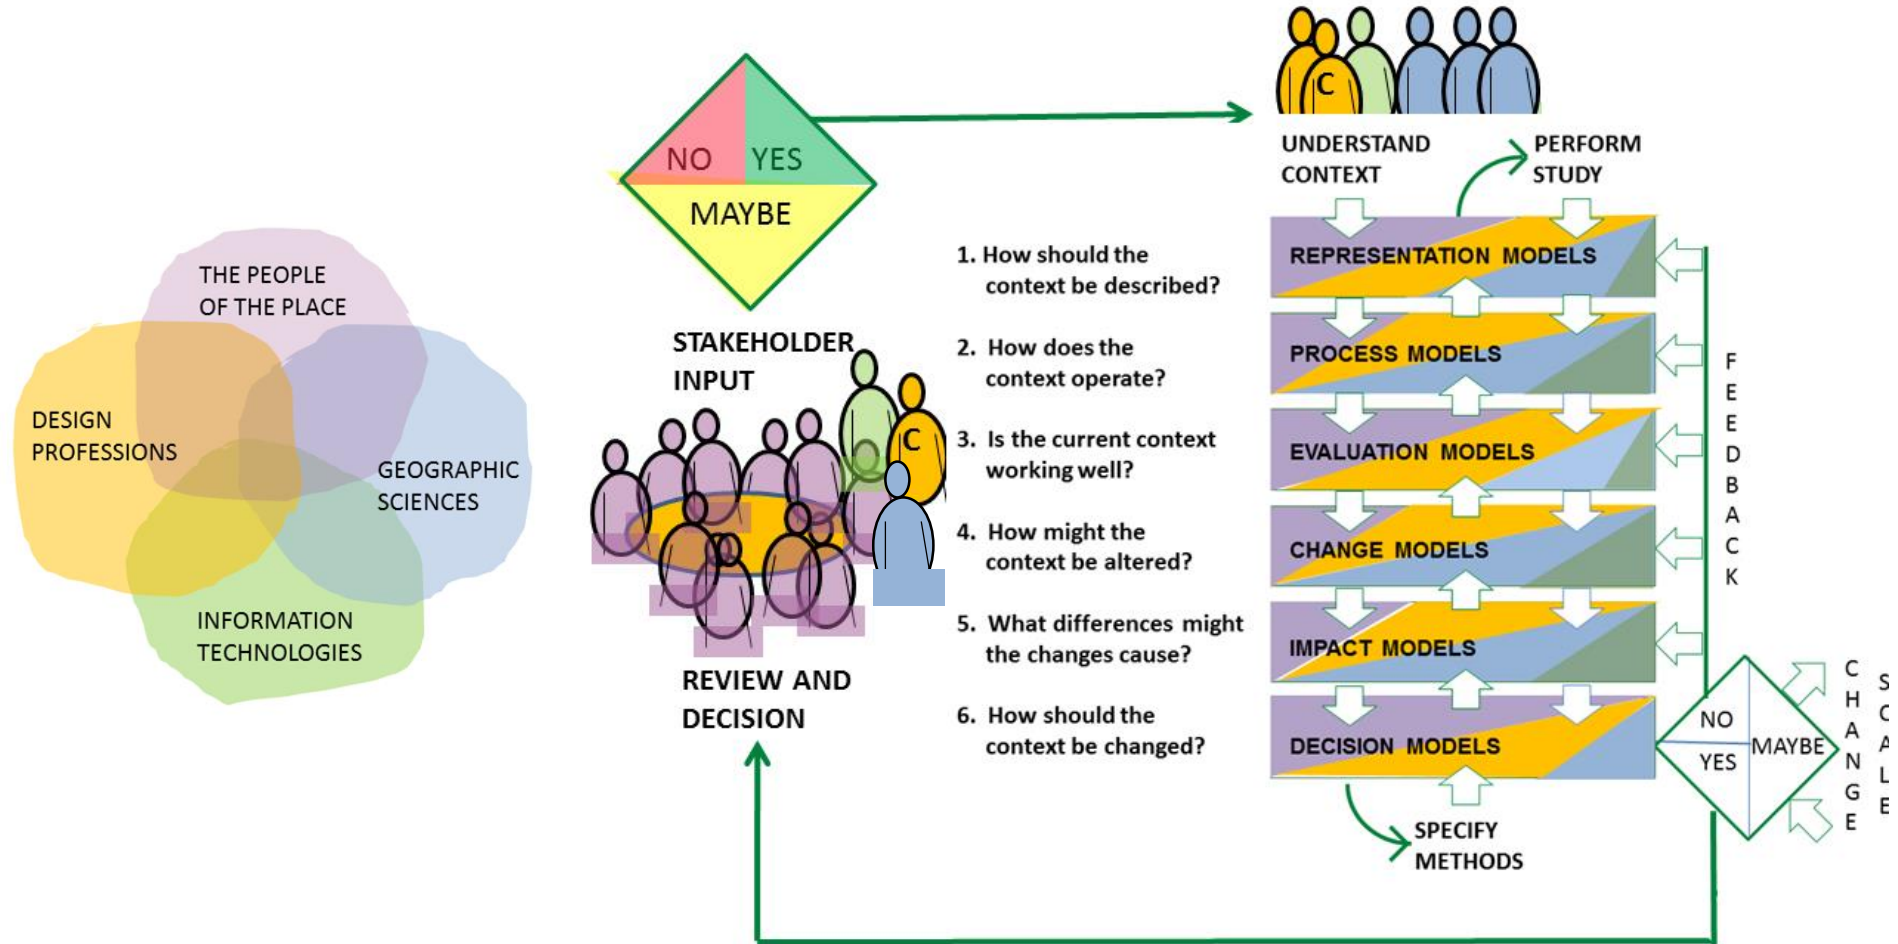 THE PEOPLE
OF THE PLACE
DESIGN
PROFESSIONS
GEOGRAPHIC
SCIENCES
INFORMATION
TECHNOLOGIES
NO
YES
MAYBE
STAKEHOLDER
INPUT
C
REVIEW AND
DECISION
1. How should the
context be described?
2. How does the
context operate?
3. Is the current context
working well?
4. How might the
context be altered?
5. What differences might
the changes cause?
6. How should the
context be changed?
C
UNDERSTAND
CONTEXT
PERFORM
STUDY
REPRESENTATION MODELS
PROCESS MODELS
EVALUATION MODELS
CHANGE MODELS
IMPACT MODELS
DECISION MODELS
SPECIFY
METHODS
FEEDBACK
NO
YES
MAYBE
CHANGE
SCALE